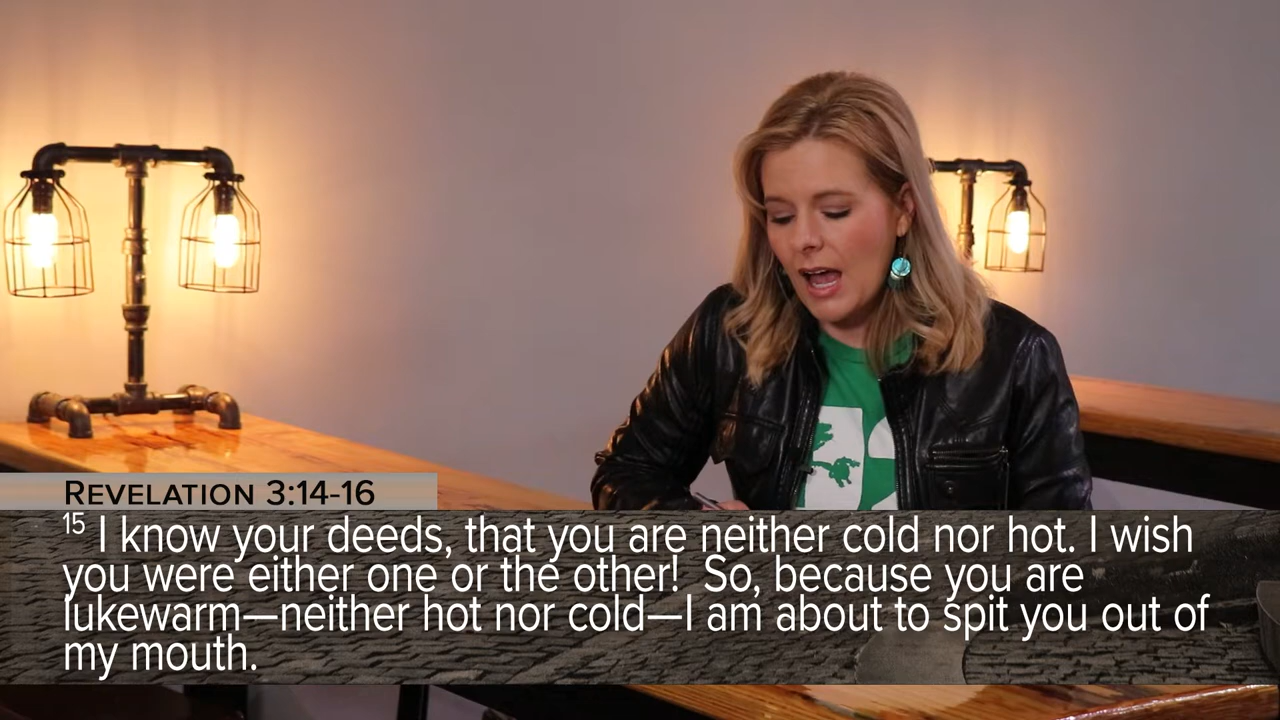 REVELATION 3:14-16
15 I know your deeds, that you are neither cold nor hot. I wish
you were either one or the other!  So, because you are
lukewarm—neither hot nor cold—I am about to spit you out of
my mouth.